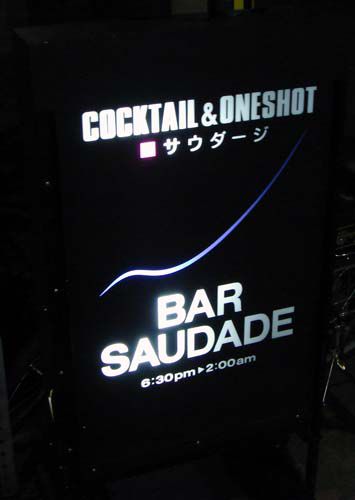 COCKTAIL & ONESHOT
サウダージ
BAR
SAUDADE
6:30pm▶2:00am